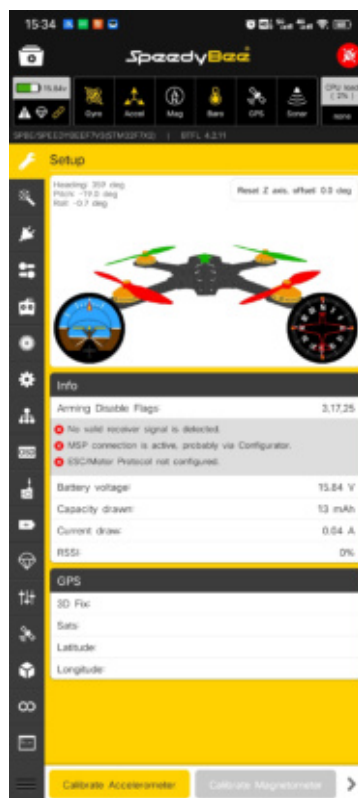 15:34
SpeedyBee
15.84v
Gyro
Accel
Mag
Baro
GPS
Sonar
CPU load
( 2% )
none
SPBE/SPEEDYBEEF7V3(STM32F7X2) | BTFL 4.2.11
Setup
Heading: 359 deg
Pitch: -19.0 deg
Roll: -0.7 deg
Reset Z axis, offset 0.0 deg
Info
Arming Disable Flags: 3,17,25
No valid receiver signal is detected.
MSP connection is active, probably via Configurator.
ESC/Motor Protocol not configured.
Battery voltage: 15.84 V
Capacity drawn: 13 mAh
Current draw: 0.04 A
RSSI: 0%
GPS
3D Fix:
Sats:
Latitude:
Longitude:
Calibrate Accelerometer
Calibrate Magnetometer